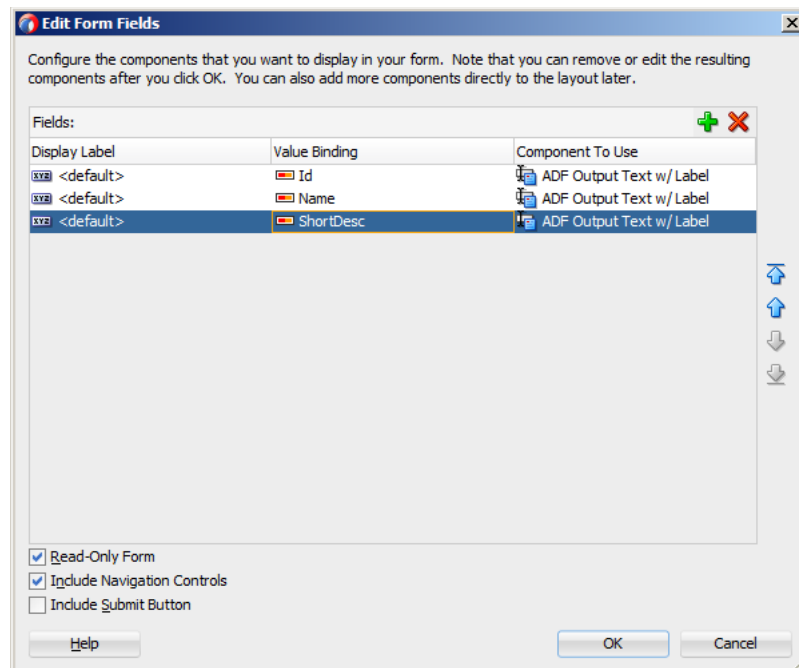 Edit Form Fields
Configure the components that you want to display in your form. Note that you can remove or edit the resulting
components after you click OK. You can also add more components directly to the layout later.
Fields:
Display Label Value Binding Component To Use
XYZ <default> Id ADF Output Text w/ Label
XYZ <default> Name ADF Output Text w/ Label
XYZ <default> ShortDesc ADF Output Text w/ Label
Read-Only Form
Include Navigation Controls
Include Submit Button
Help OK Cancel